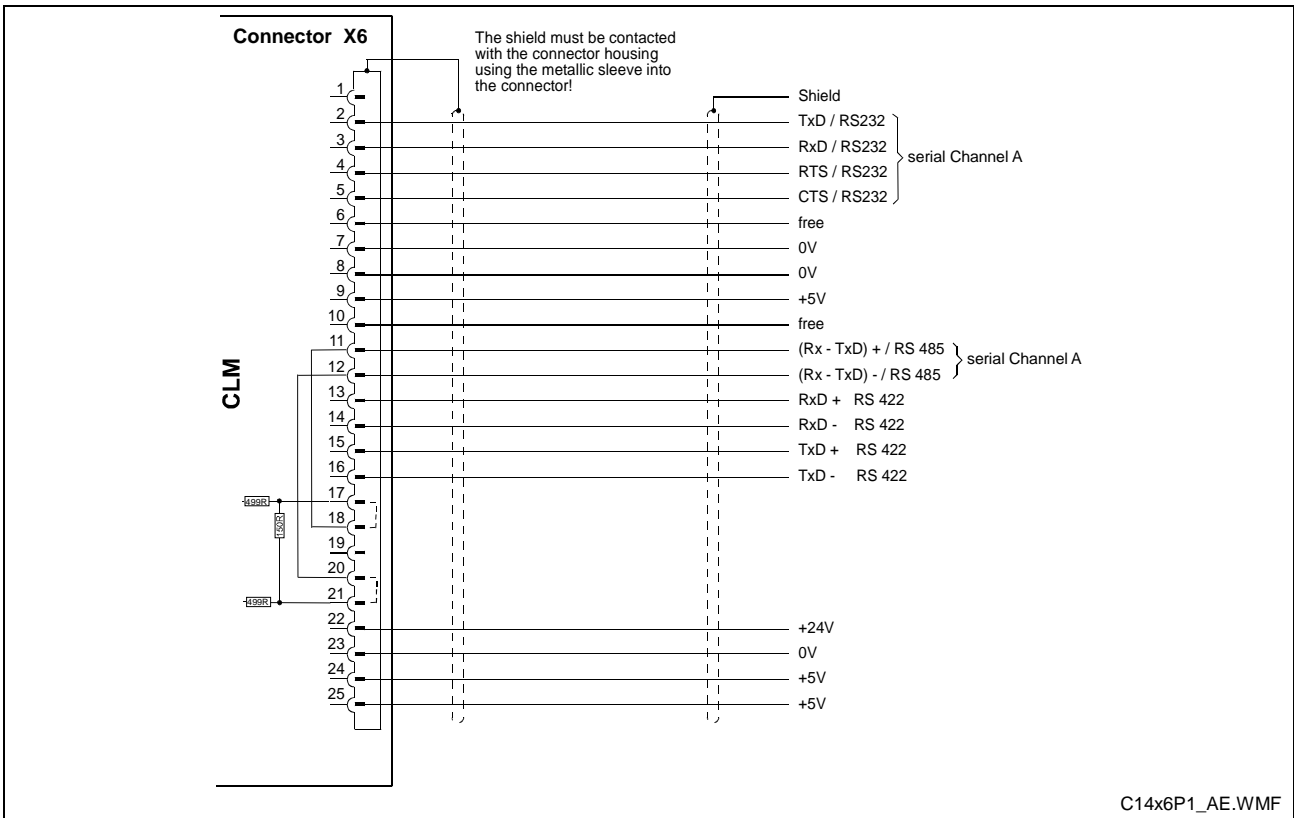 Connector X6
The shield must be contacted
with the connector housing
using the metallic sleeve into
the connector!
1
Shield
2
TxD / RS232
3
RxD / RS232
serial Channel A
4
RTS / RS232
5
CTS / RS232
6
free
7
0V
8
0V
9
+5V
10
free
11
(Rx - TxD) + / RS 485
serial Channel A
12
(Rx - TxD) - / RS 485
CLM
13
RxD + RS 422
14
RxD - RS 422
15
TxD + RS 422
16
TxD - RS 422
17
499R
150R
18
19
20
21
499R
22
+24V
23
0V
24
+5V
25
+5V
C14x6P1_AE.WMF